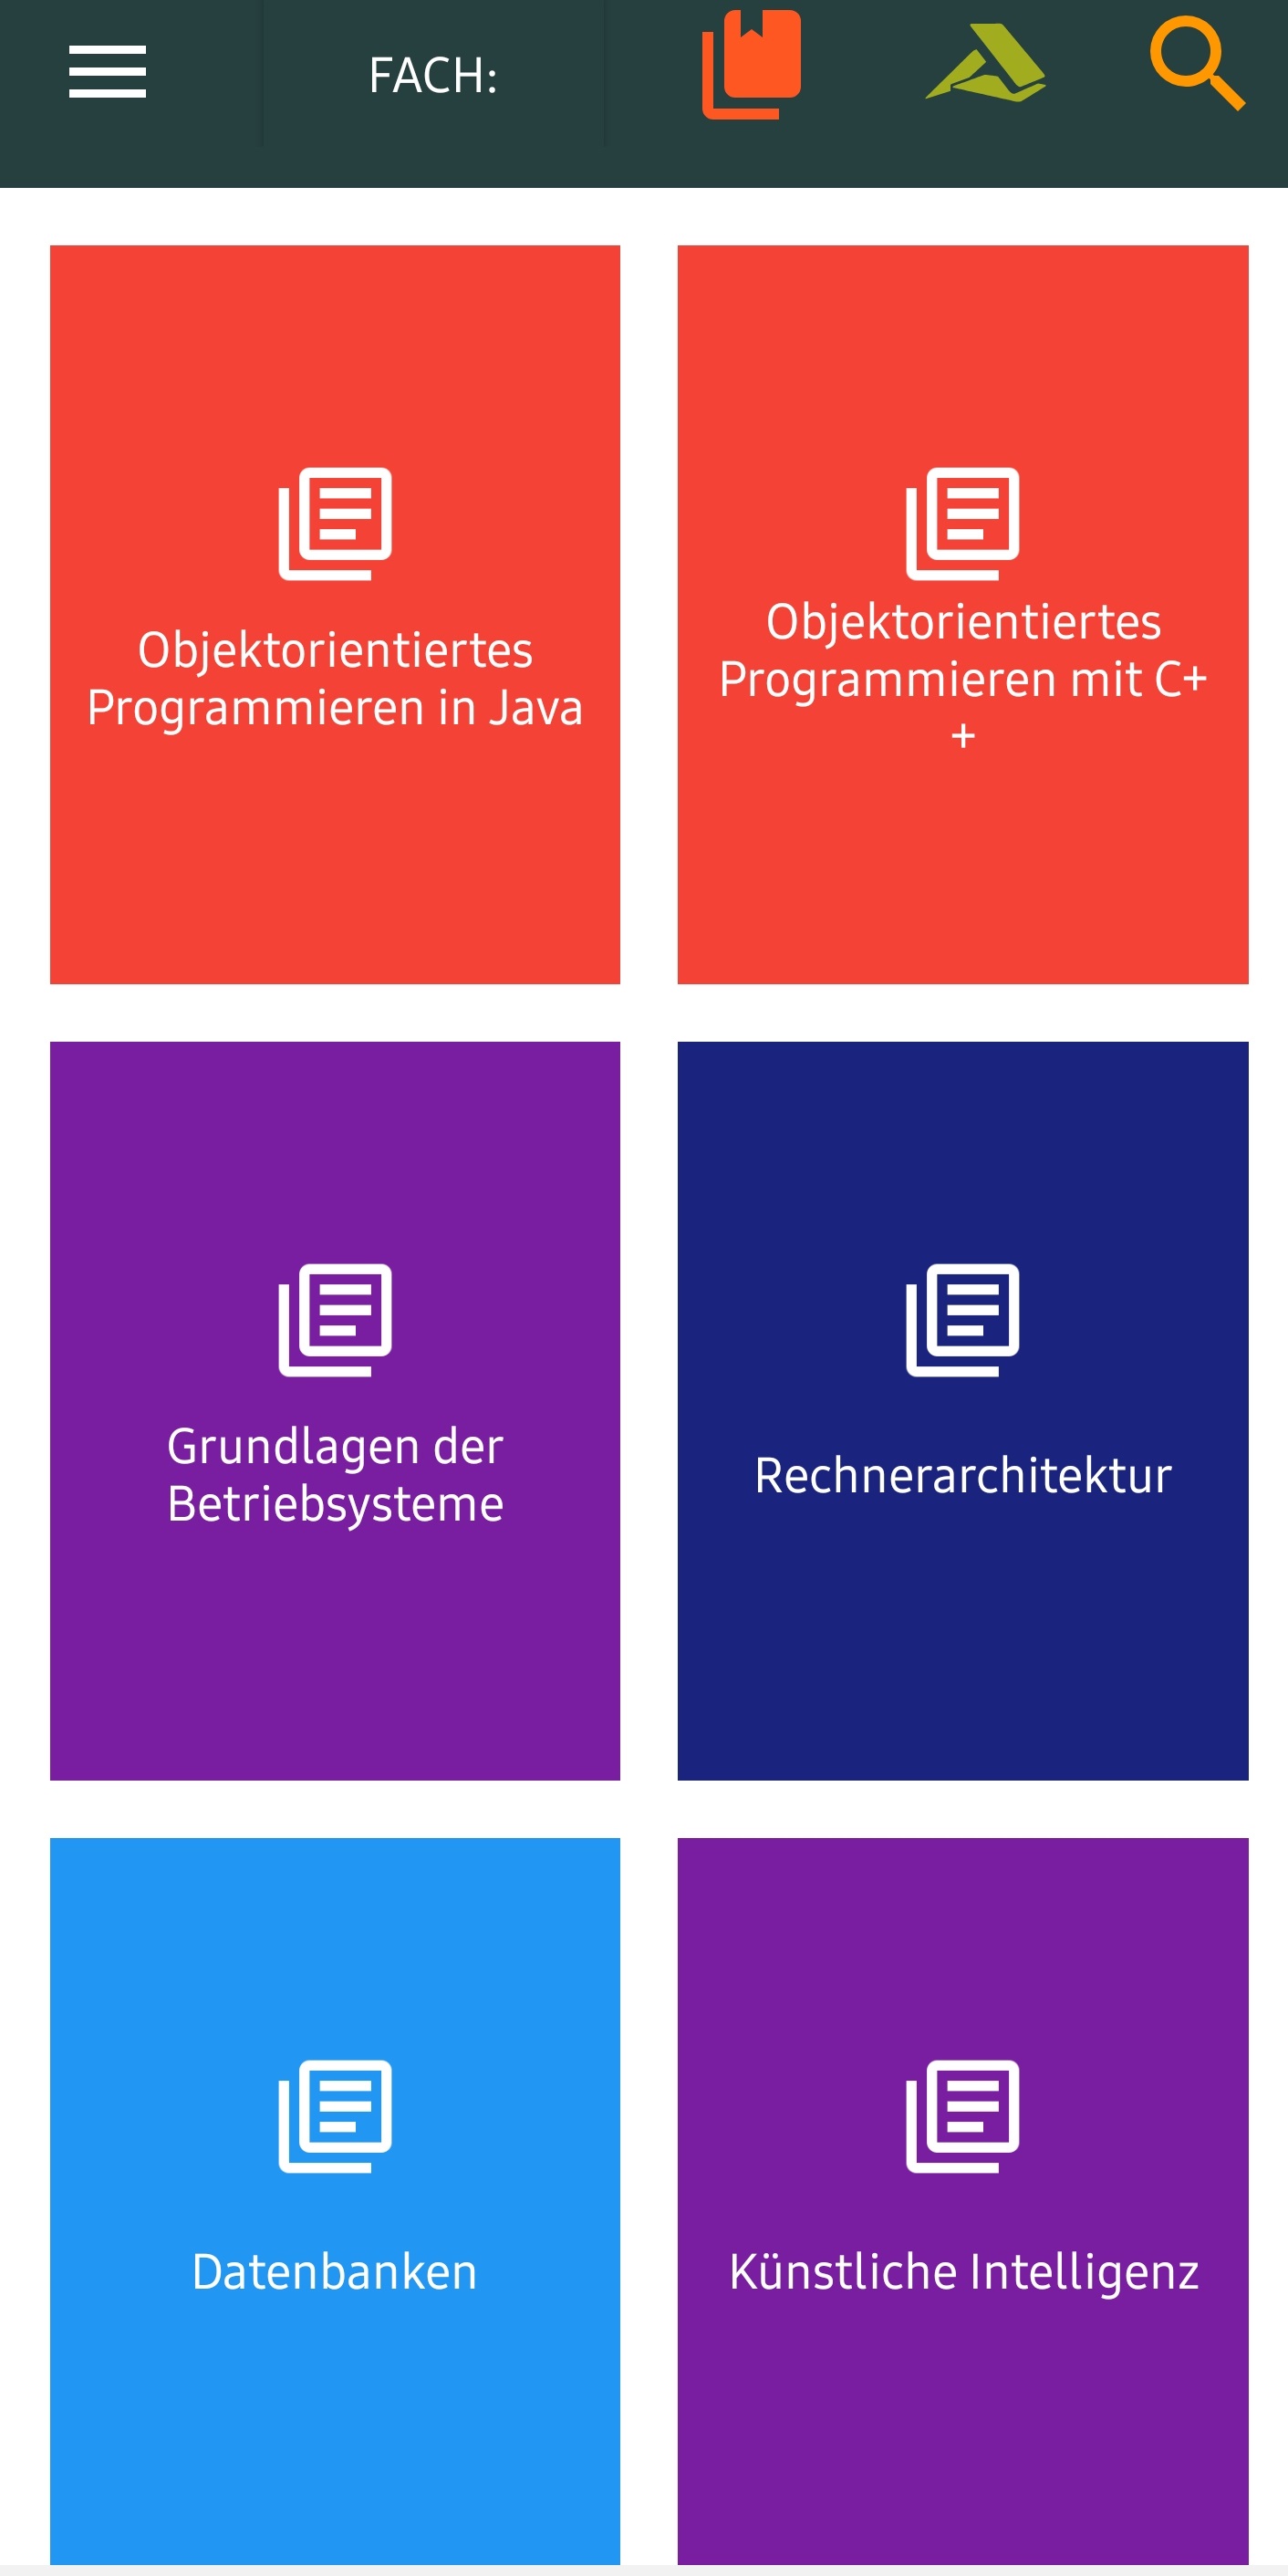 FACH:
Objektorientiertes
Programmieren in Java
Objektorientiertes
Programmieren mit C+
+
Grundlagen der
Betriebsysteme
Rechnerarchitektur
Datenbanken
Künstliche Intelligenz